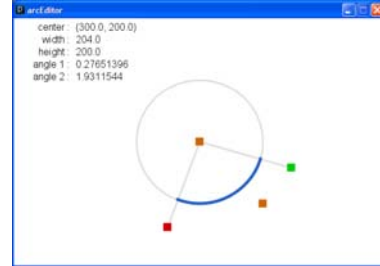 arcEditor
center : (300.0, 200.0)
width : 204.0
height : 200.0
angle 1 : 0.27651396
angle 2 : 1.9311544